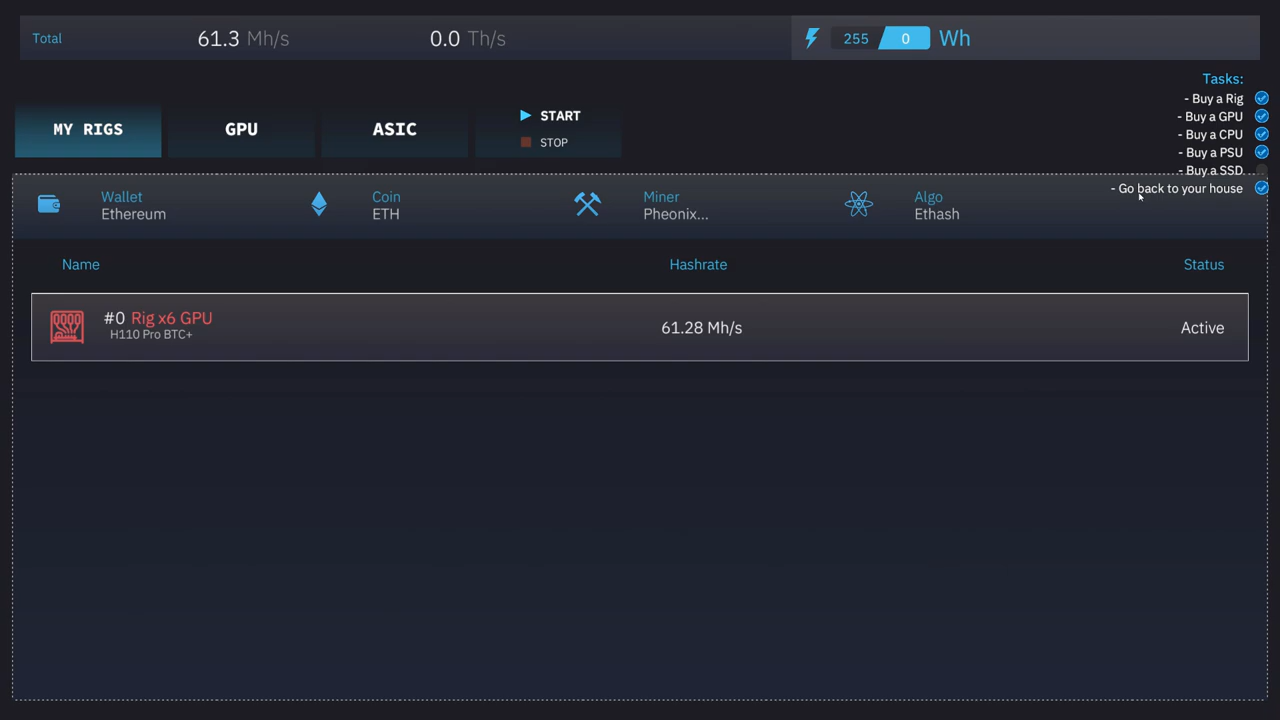 Total 61.3 Mh/s 0.0 Th/s 255 0 Wh
Tasks:
- Buy a Rig
- Buy a GPU
- Buy a CPU
- Buy a PSU
- Buy a SSD
- Go back to your house
MY RIGS GPU ASIC START
STOP
Wallet Coin Miner Algo
Ethereum ETH Pheonix... Ethash
Name Hashrate Status
#0 Rig x6 GPU 61.28 Mh/s Active
H110 Pro BTC+